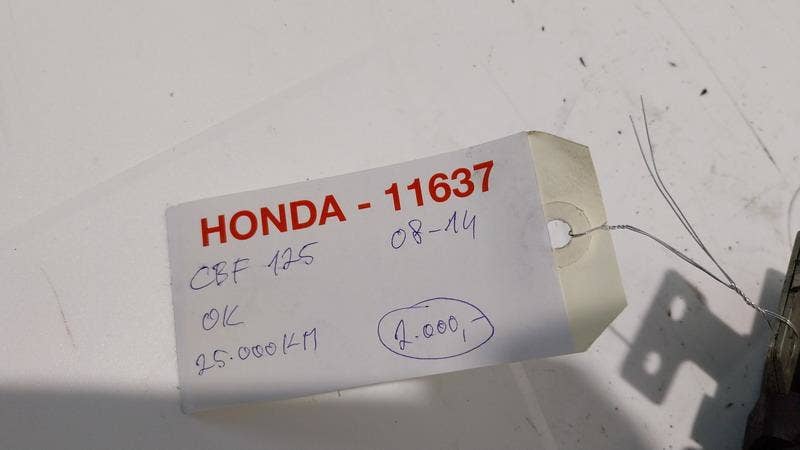 HONDA - 11637
CBF 125 08-14
OK
25.000KM 2.000,-